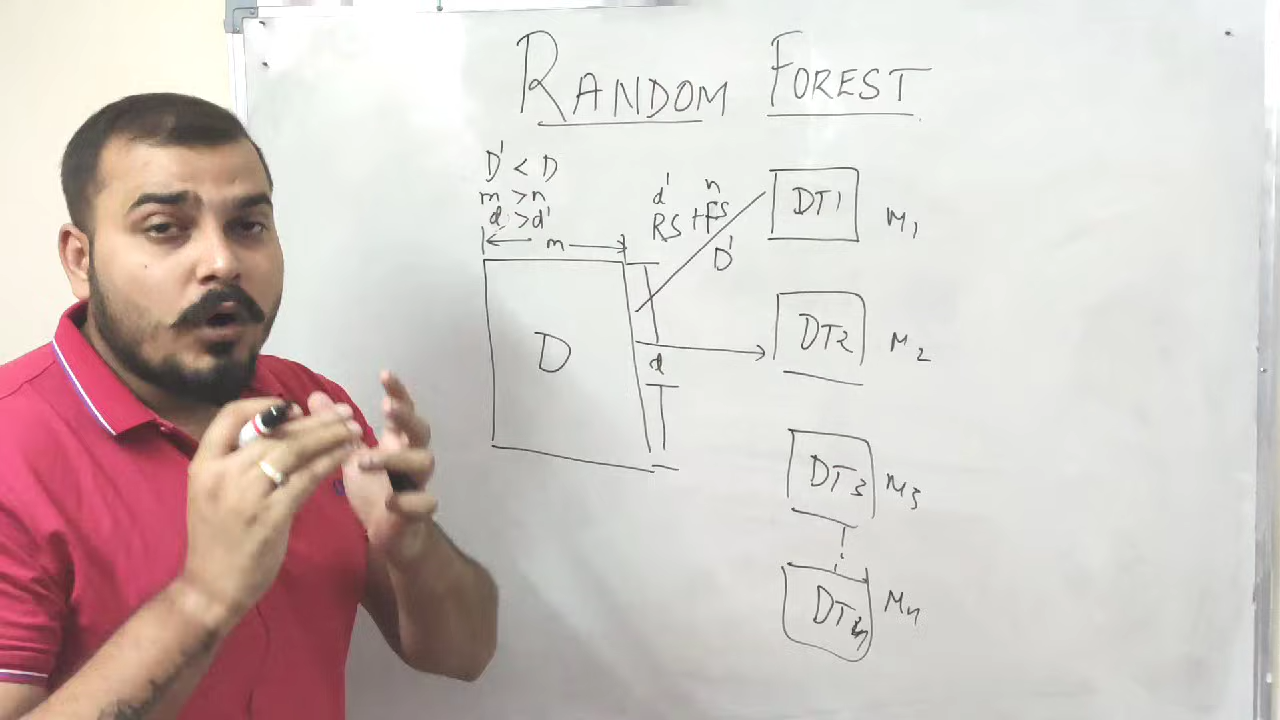 RANDOM FOREST
D' < D
m > n
d > d'
m
d' n
RS + FS
D'
D
d
DT1 M1
DT2 M2
DT3 M3
DTn Mn